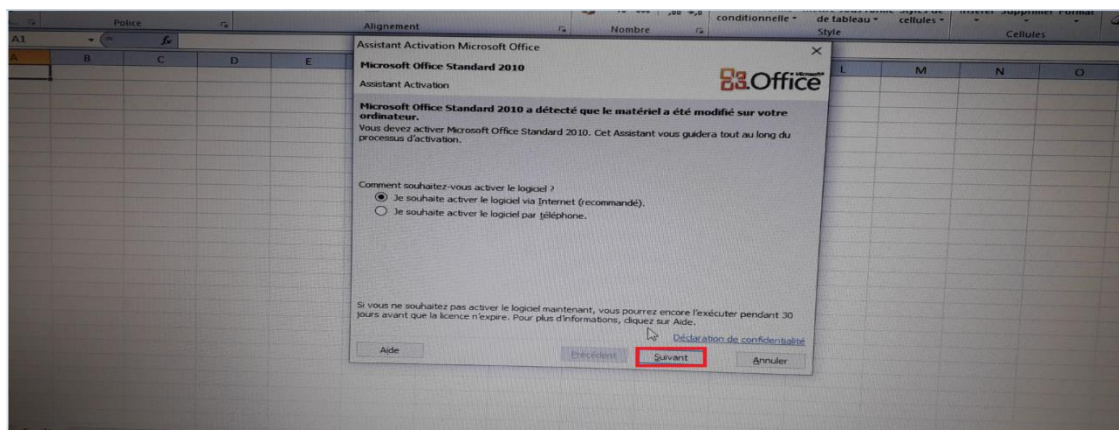 conditionnelle
de tableau
cellules
Police
Alignement
Nombre
Style
Cellules
A1
fx
A B C D E L M N O
Assistant Activation Microsoft Office
Microsoft Office Standard 2010
Assistant Activation
Microsoft
Office
Microsoft Office Standard 2010 a détecté que le matériel a été modifié sur votre
ordinateur.
Vous devez activer Microsoft Office Standard 2010. Cet Assistant vous guidera tout au long du
processus d'activation.
Comment souhaitez-vous activer le logiciel ?
Je souhaite activer le logiciel via Internet (recommandé).
Je souhaite activer le logiciel par téléphone.
Si vous ne souhaitez pas activer le logiciel maintenant, vous pourrez encore l'exécuter pendant 30
jours avant que la licence n'expire. Pour plus d'informations, cliquez sur Aide.
Déclaration de confidentialité
Aide Précédent Suivant Annuler